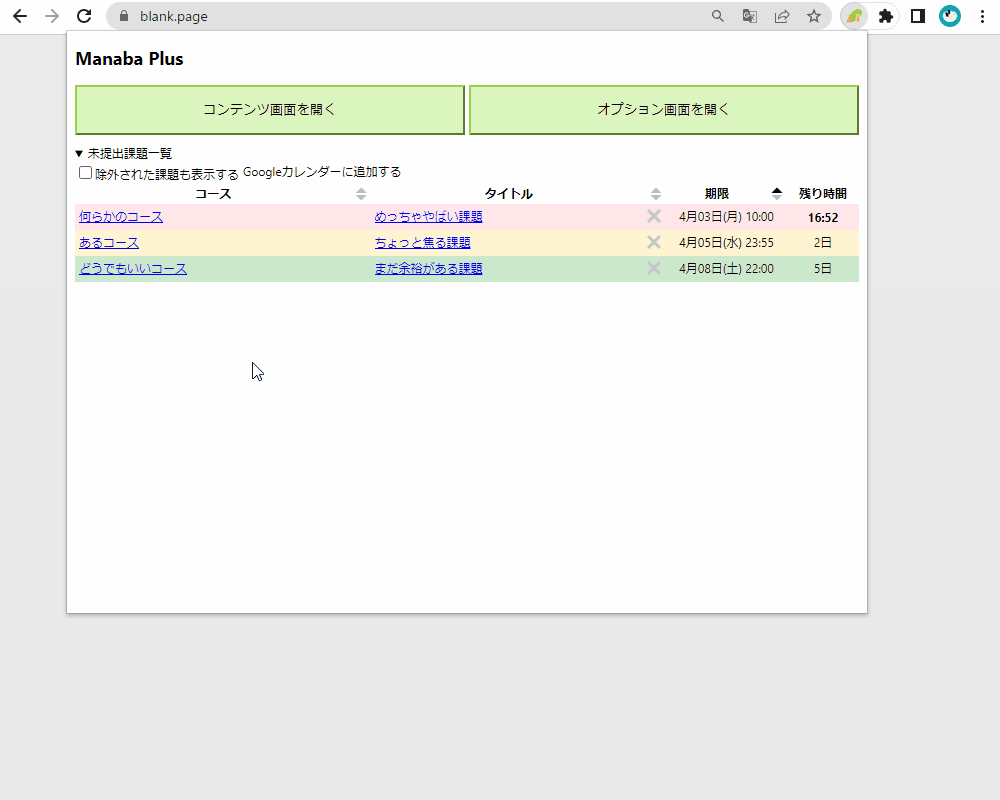 blank.page
Manaba Plus
コンテンツ画面を開く オプション画面を開く
▼ 未提出課題一覧
除外された課題も表示する Googleカレンダーに追加する
コース タイトル 期限 残り時間
何らかのコース めっちゃやばい課題 4月03日(月) 10:00 16:52
あるコース ちょっと焦る課題 4月05日(水) 23:55 2日
どうでもいいコース まだ余裕がある課題 4月08日(土) 22:00 5日